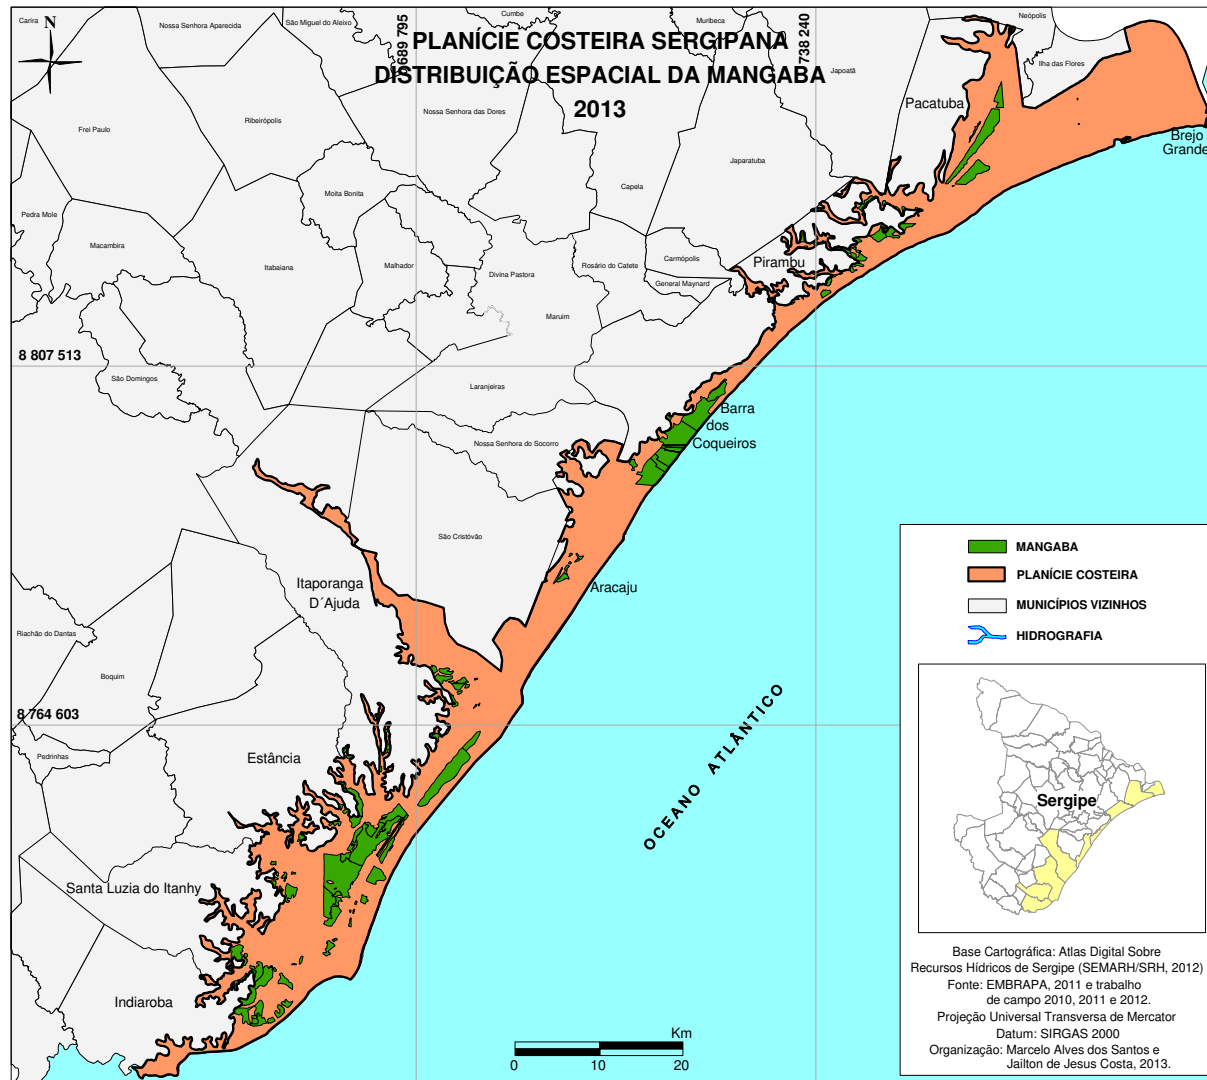 Carira
N
Nossa Senhora Aparecida
São Miguel do Aleixo
Cumbe
Muribeca
Neópolis
689 795
738 240
PLANÍCIE COSTEIRA SERGIPANA
DISTRIBUIÇÃO ESPACIAL DA MANGABA
2013
Japoatã
Ilha das Flores
Pacatuba
Nossa Senhora das Dores
Ribeirópolis
Frei Paulo
Brejo
Grande
Japaratuba
Capela
Moita Bonita
Pedra Mole
Macambira
Itabaiana
Malhador
Divina Pastora
Rosário do Catete
Carmópolis
General Maynard
Pirambu
Maruim
8 807 513
São Domingos
Laranjeiras
Barra
dos
Coqueiros
Nossa Senhora do Socorro
São Cristóvão
Itaporanga
D´Ajuda
Aracaju
Riachão do Dantas
Boquim
8 764 603
Pedrinhas
Estância
OCEANO ATLÂNTICO
Santa Luzia do Itanhy
Indiaroba
Km
0 10 20
MANGABA
PLANÍCIE COSTEIRA
MUNICÍPIOS VIZINHOS
HIDROGRAFIA
Sergipe
Base Cartográfica: Atlas Digital Sobre
Recursos Hídricos de Sergipe (SEMARH/SRH, 2012)
Fonte: EMBRAPA, 2011 e trabalho
de campo 2010, 2011 e 2012.
Projeção Universal Transversa de Mercator
Datum: SIRGAS 2000
Organização: Marcelo Alves dos Santos e
Jailton de Jesus Costa, 2013.